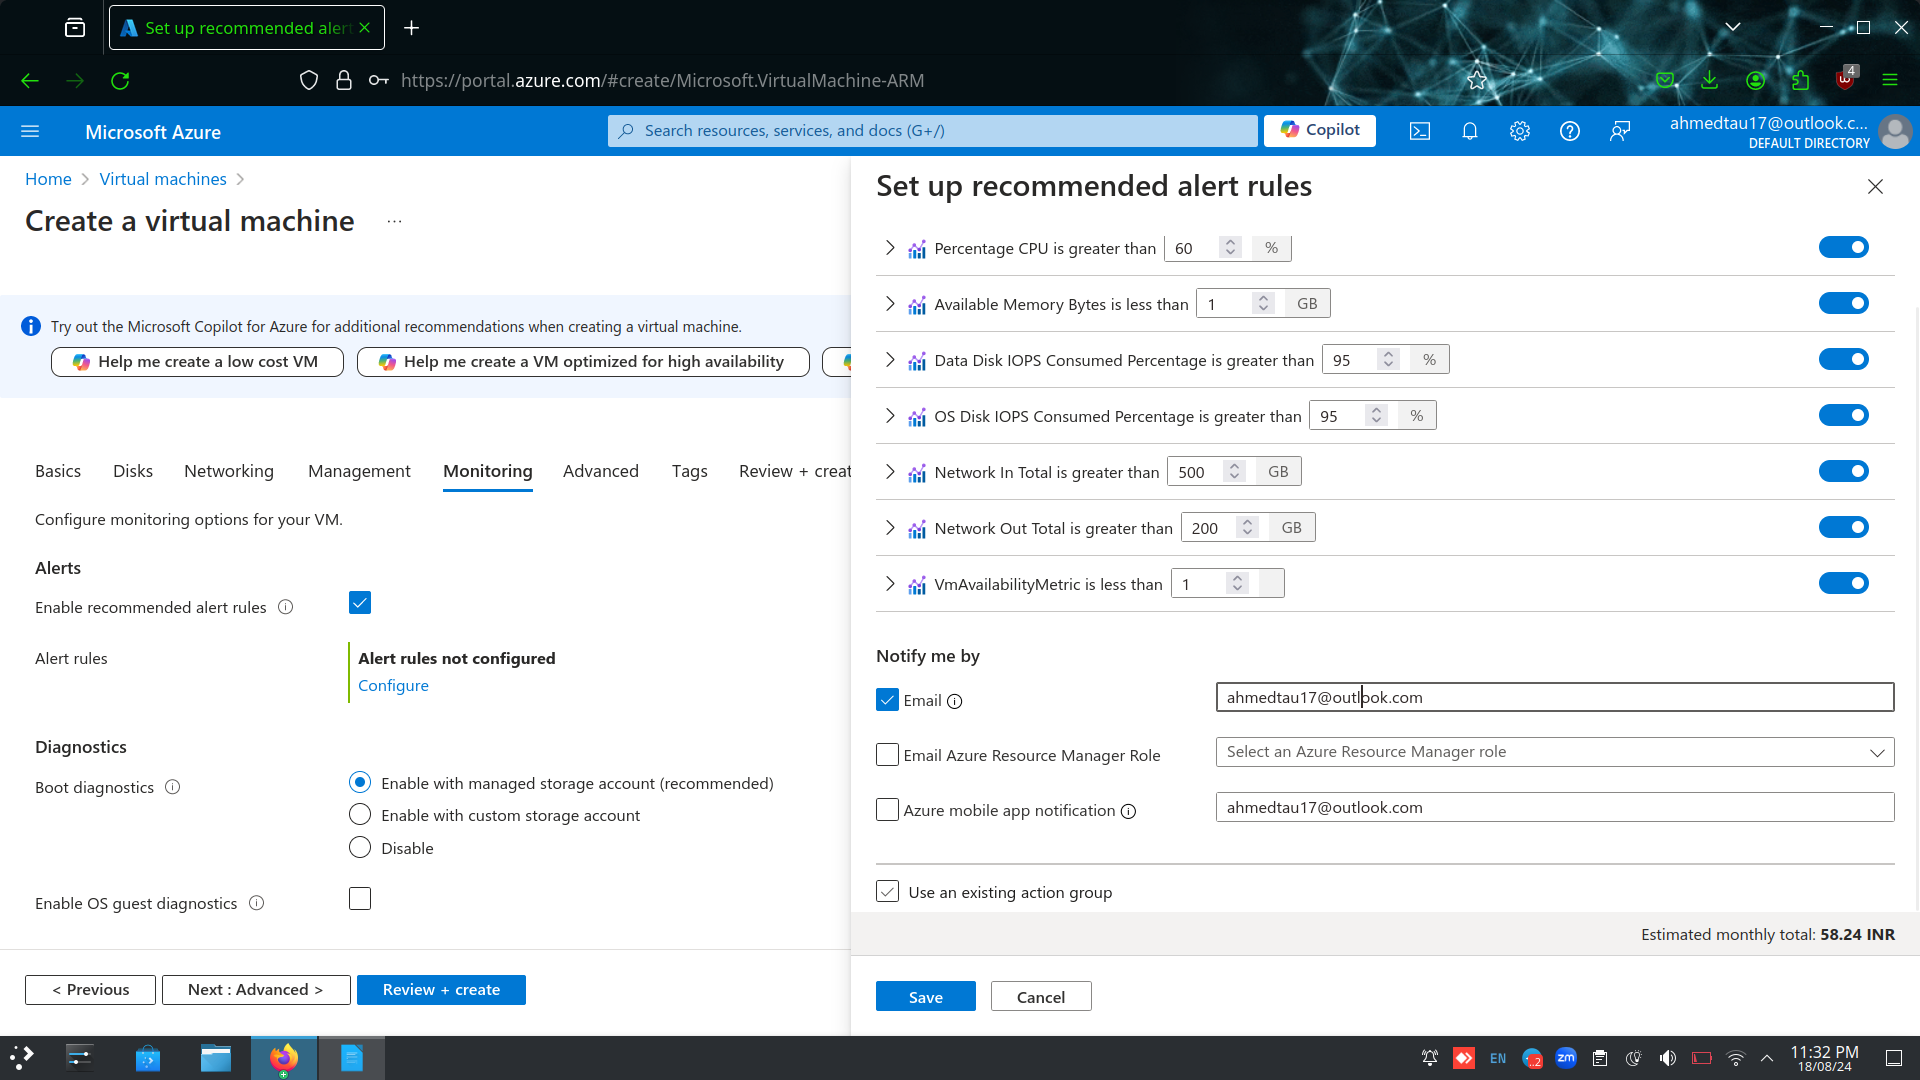 Set up recommended alert
https://portal.azure.com/#create/Microsoft.VirtualMachine-ARM
4
Microsoft Azure
Search resources, services, and docs (G+/)
Copilot
ahmedtau17@outlook.c...
DEFAULT DIRECTORY
Home
Virtual machines
Create a virtual machine
...
Try out the Microsoft Copilot for Azure for additional recommendations when creating a virtual machine.
Help me create a low cost VM
Help me create a VM optimized for high availability
Basics
Disks
Networking
Management
Monitoring
Advanced
Tags
Review + creat
Configure monitoring options for your VM.
Alerts
Enable recommended alert rules
Alert rules
Alert rules not configured
Configure
Diagnostics
Boot diagnostics
Enable with managed storage account (recommended)
Enable with custom storage account
Disable
Enable OS guest diagnostics
< Previous
Next : Advanced >
Review + create
Set up recommended alert rules
Percentage CPU is greater than 60 %
Available Memory Bytes is less than 1 GB
Data Disk IOPS Consumed Percentage is greater than 95 %
OS Disk IOPS Consumed Percentage is greater than 95 %
Network In Total is greater than 500 GB
Network Out Total is greater than 200 GB
VmAvailabilityMetric is less than 1
Notify me by
Email
ahmedtau17@outlook.com
Email Azure Resource Manager Role
Select an Azure Resource Manager role
Azure mobile app notification
ahmedtau17@outlook.com
Use an existing action group
Estimated monthly total: 58.24 INR
Save
Cancel
EN
..2
zm
11:32 PM
18/08/24